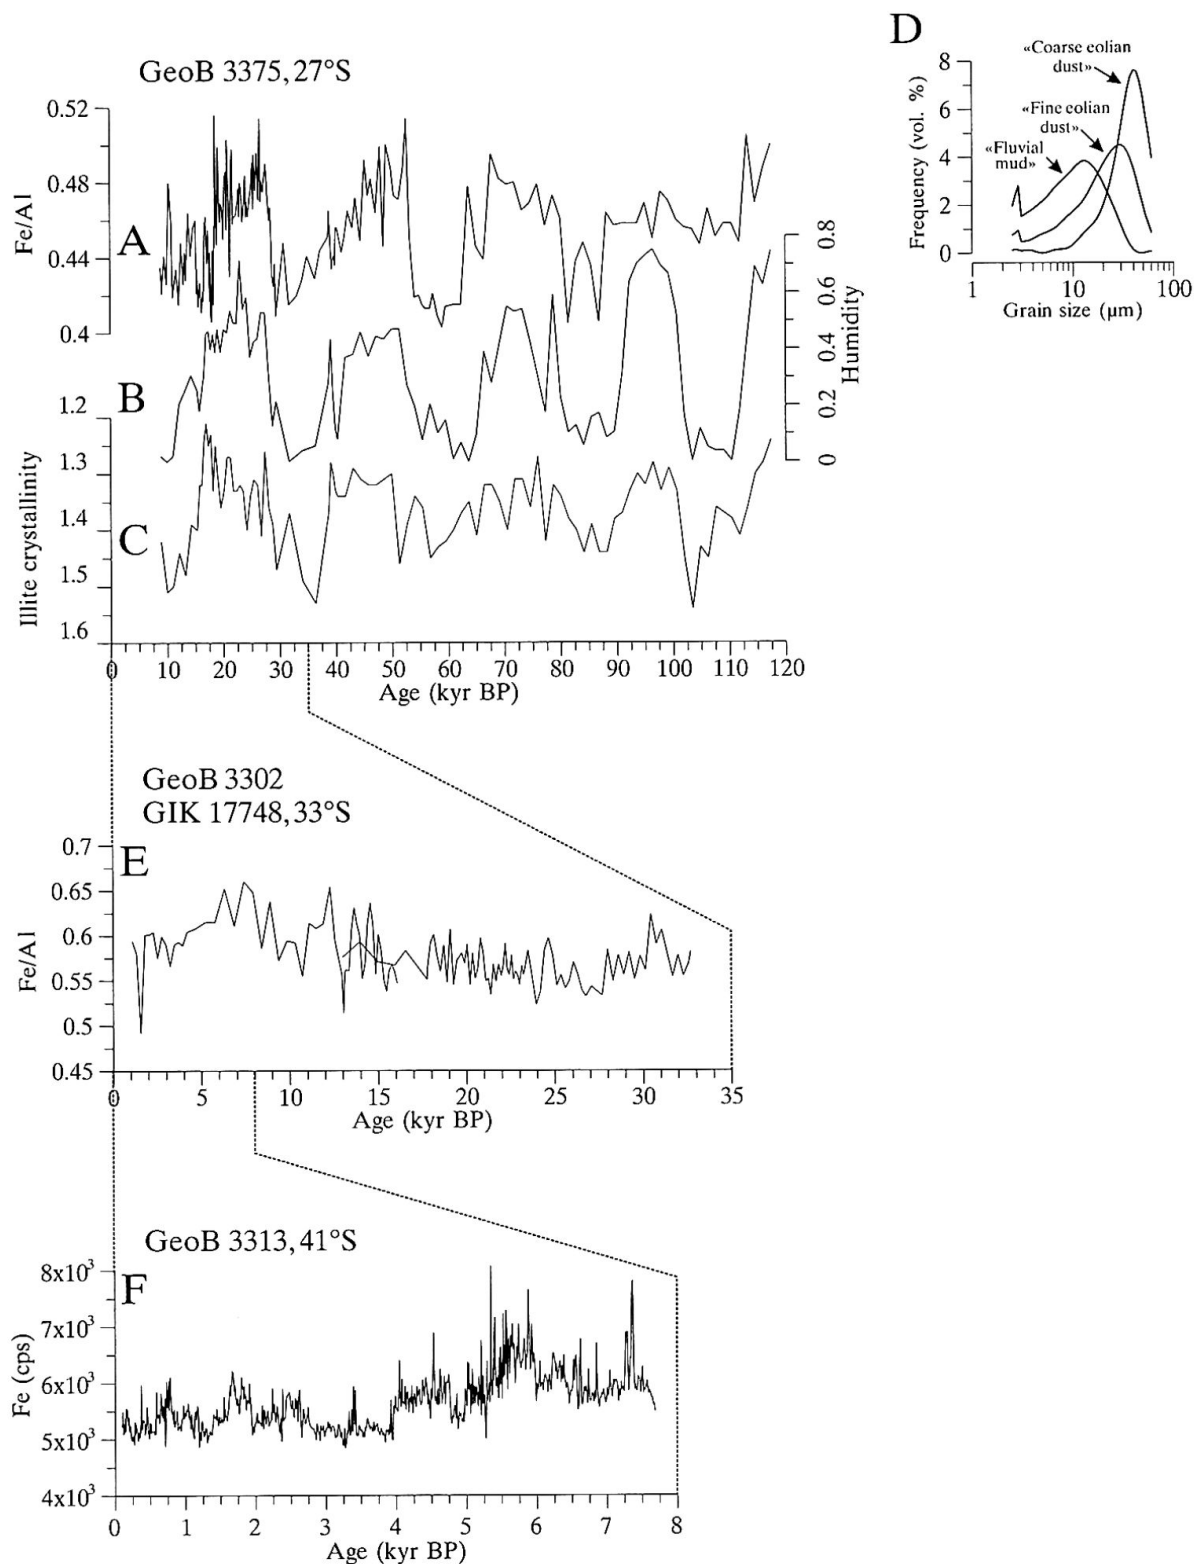 D
«Coarse eolian
dust»
«Fine eolian
dust»
«Fluvial
mud»
Frequency (vol. %)
8
6
4
2
0
1 10 100
Grain size (µm)
GeoB 3375, 27°S
Fe/Al
0.52
0.48
0.44
0.4
A
Humidity
0.8
0.6
0.4
0.2
0
B
C
Illite crystallinity
1.2
1.3
1.4
1.5
1.6
0 10 20 30 40 50 60 70 80 90 100 110 120
Age (kyr BP)
GeoB 3302
GIK 17748, 33°S
E
Fe/Al
0.7
0.65
0.6
0.55
0.5
0.45
0 5 10 15 20 25 30 35
Age (kyr BP)
GeoB 3313, 41°S
F
Fe (cps)
8x10³
7x10³
6x10³
5x10³
4x10³
0 1 2 3 4 5 6 7 8
Age (kyr BP)